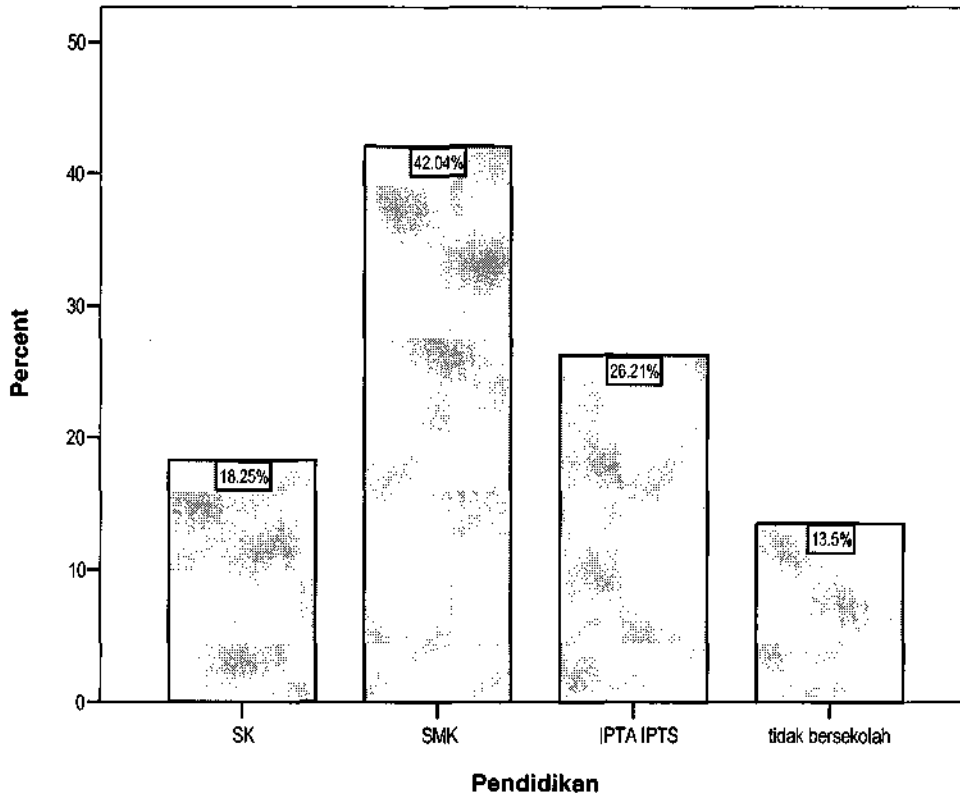 Percent
50
40
30
20
10
0
18.25%
42.04%
26.21%
13.5%
SK
SMK
IPTA IPTS
tidak bersekolah
Pendidikan